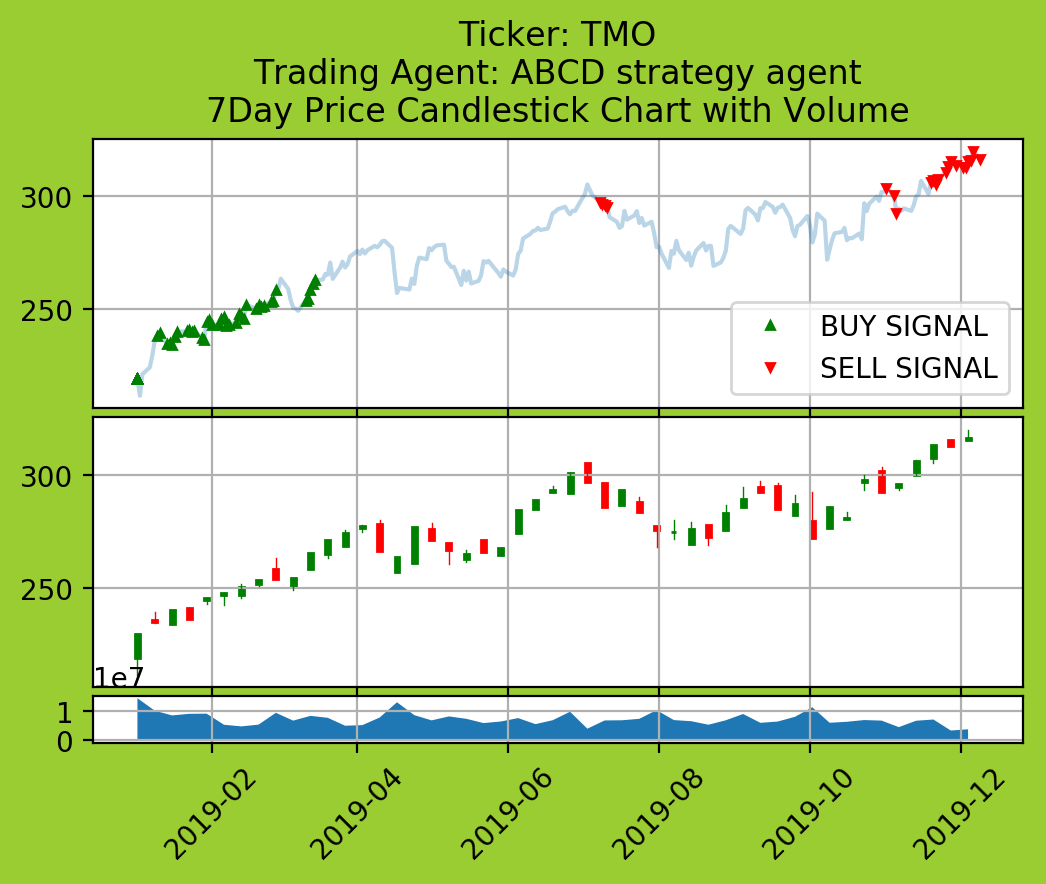 Ticker: TMO
Trading Agent: ABCD strategy agent
7Day Price Candlestick Chart with Volume
300
250
BUY SIGNAL
SELL SIGNAL
300
250
1e7
1
0
2019-02
2019-04
2019-06
2019-08
2019-10
2019-12